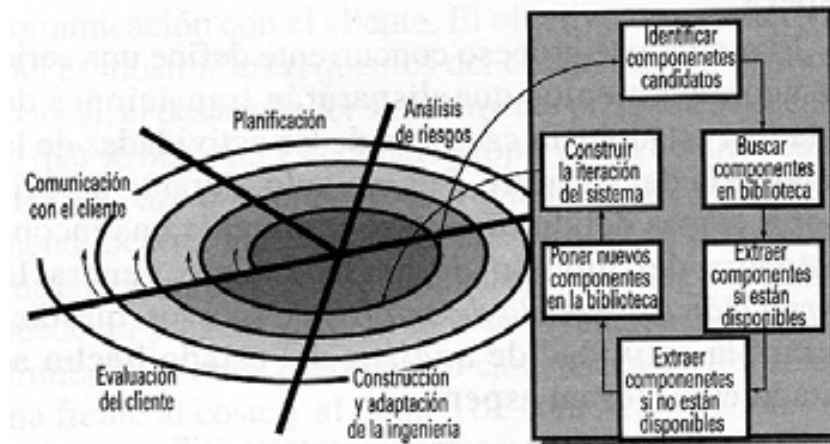 Planificación
Análisis
de riesgos
Comunicación
con el cliente
Evaluación
del cliente
Construcción
y adaptación
de la ingenieria
Identificar
componenetes
candidatos
Buscar
componentes
en biblioteca
Extraer
componentes
si están
disponibles
Extraer
componenetes
si no están
disponibles
Poner nuevos
componentes
en la biblioteca
Construir
la iteración
del sistema